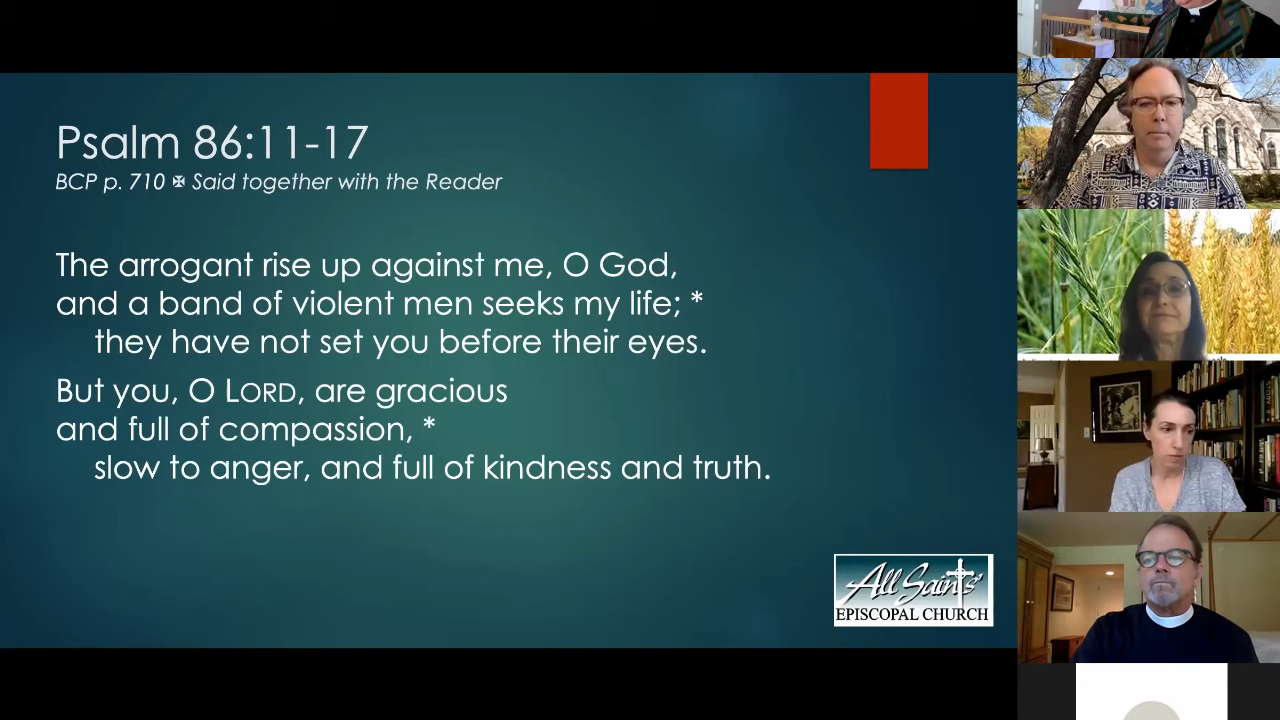 Psalm 86:11-17
BCP p. 710 ✠ Said together with the Reader
The arrogant rise up against me, O God,
and a band of violent men seeks my life; *
they have not set you before their eyes.
But you, O LORD, are gracious
and full of compassion, *
slow to anger, and full of kindness and truth.
All Saints'
EPISCOPAL CHURCH